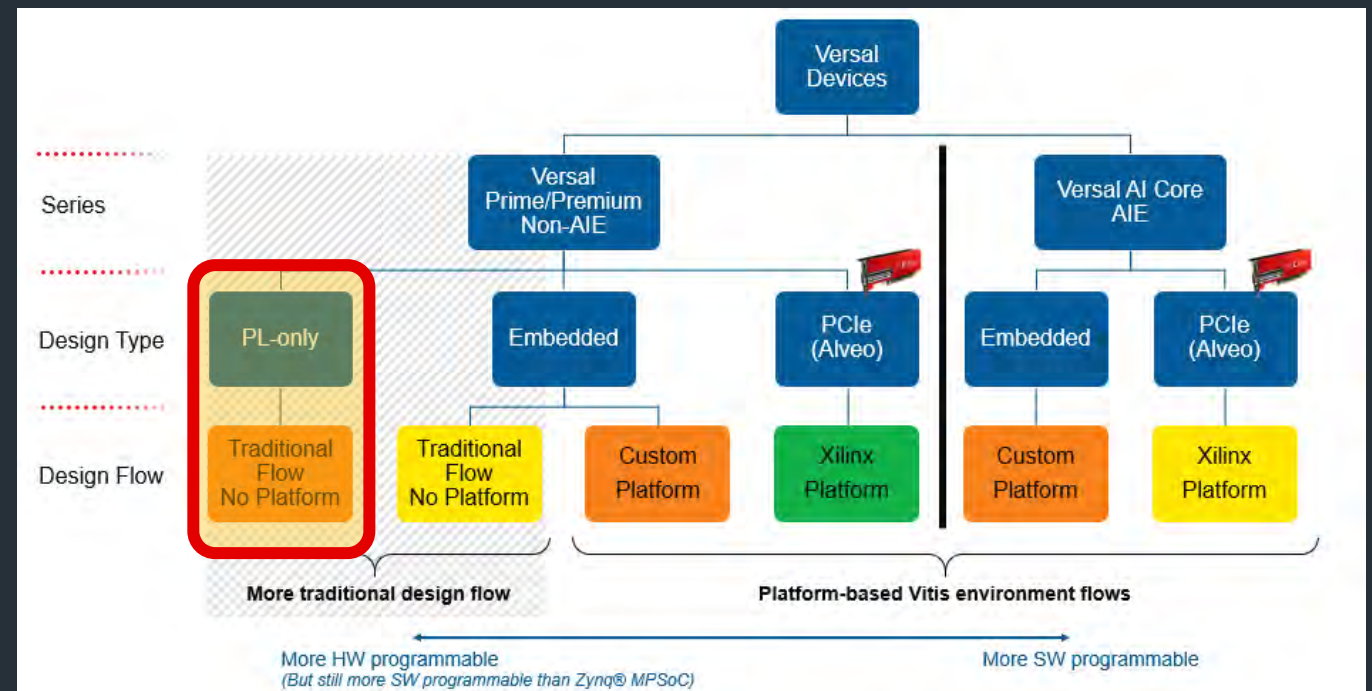 Versal
Devices
Series
Versal
Prime/Premium
Non-AIE
Versal AI Core
AIE
Design Type
PL-only
Embedded
PCIe
(Alveo)
Embedded
PCIe
(Alveo)
Design Flow
Traditional
Flow
No Platform
Traditional
Flow
No Platform
Custom
Platform
Xilinx
Platform
Custom
Platform
Xilinx
Platform
More traditional design flow
Platform-based Vitis environment flows
More HW programmable
(But still more SW programmable than Zynq® MPSoC)
More SW programmable